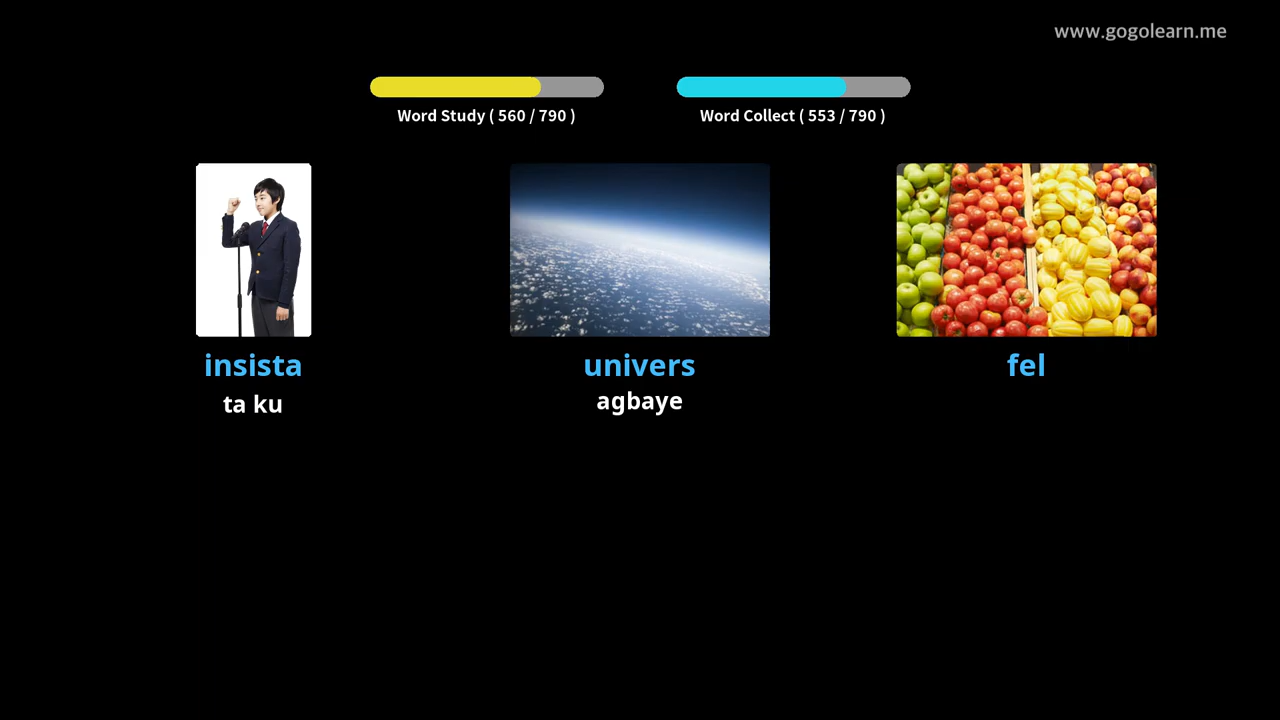 www.gogolearn.me
Word Study ( 560 / 790 )
Word Collect ( 553 / 790 )
insista
univers
fel
ta ku
agbaye